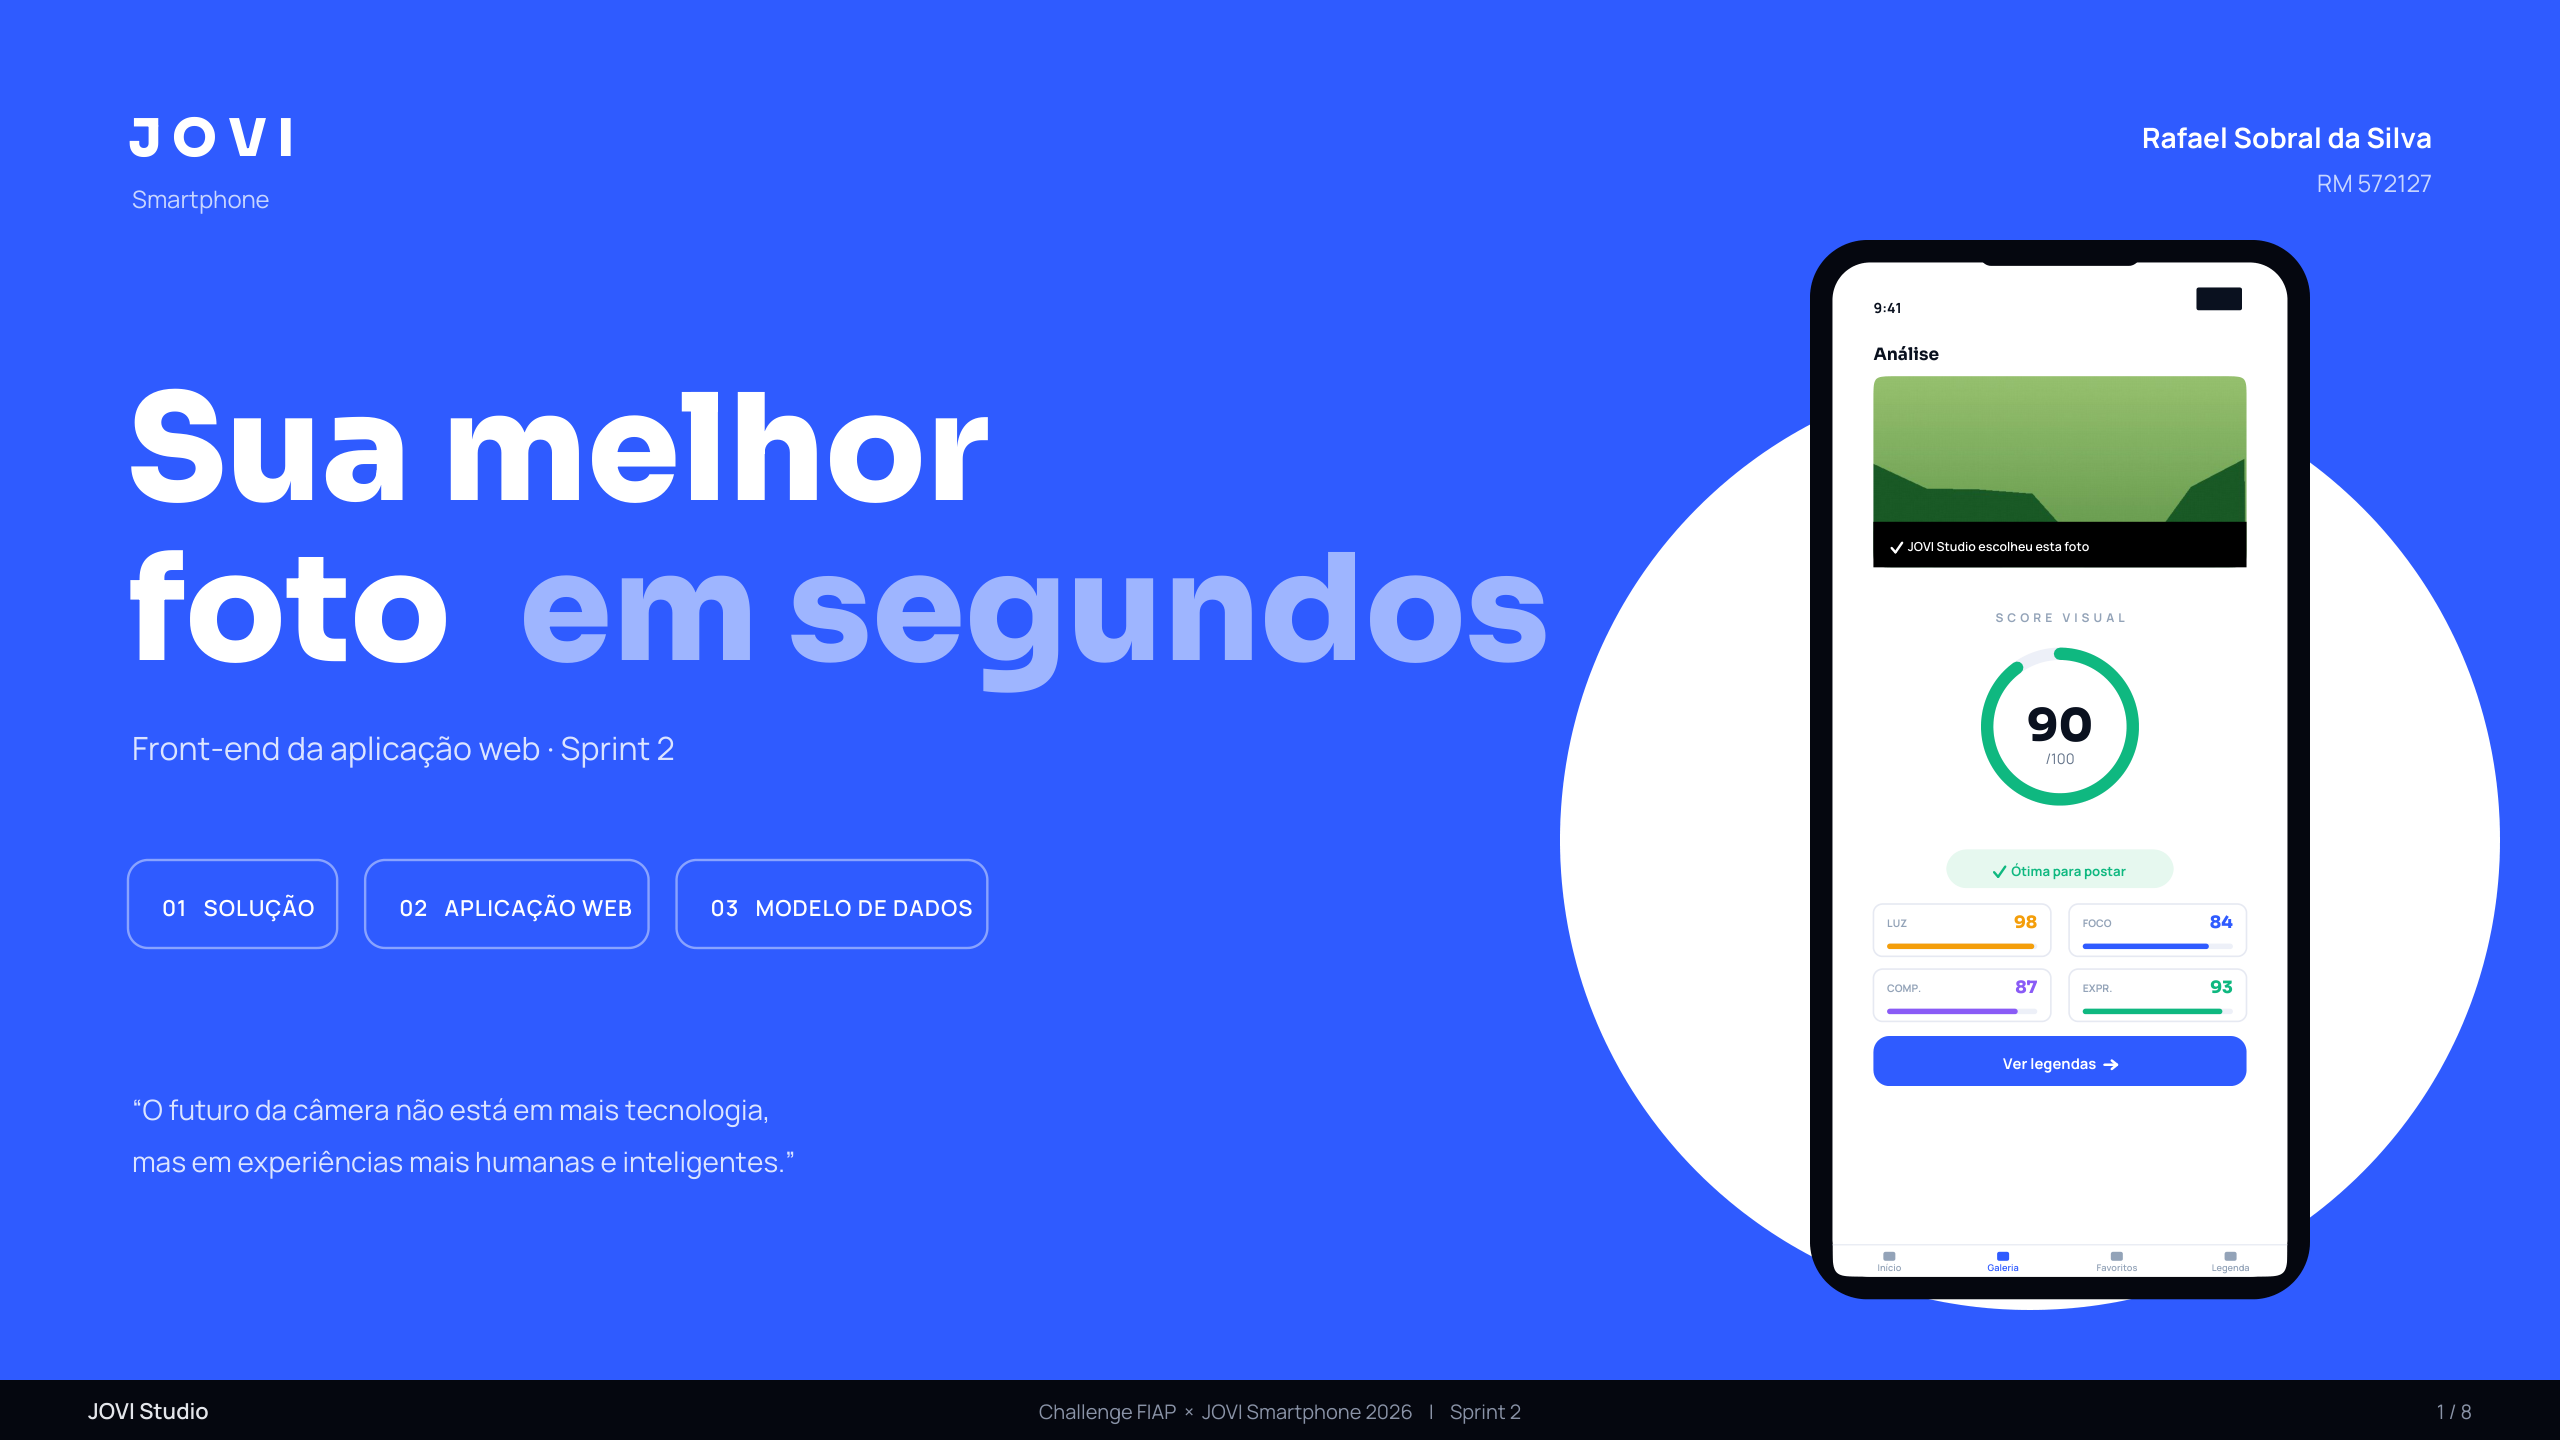 JOVI
Smartphone
Rafael Sobral da Silva
RM 572127
Sua melhor
foto em segundos
Front-end da aplicação web · Sprint 2
01 SOLUÇÃO
02 APLICAÇÃO WEB
03 MODELO DE DADOS
“O futuro da câmera não está em mais tecnologia,
mas em experiências mais humanas e inteligentes.”
9:41
Análise
✓ JOVI Studio escolheu esta foto
SCORE VISUAL
90
/100
✓ Ótima para postar
LUZ 98
FOCO 84
COMP. 87
EXPR. 93
Ver legendas →
Início
Galeria
Favoritos
Legenda
JOVI Studio
Challenge FIAP × JOVI Smartphone 2026 | Sprint 2
1 / 8